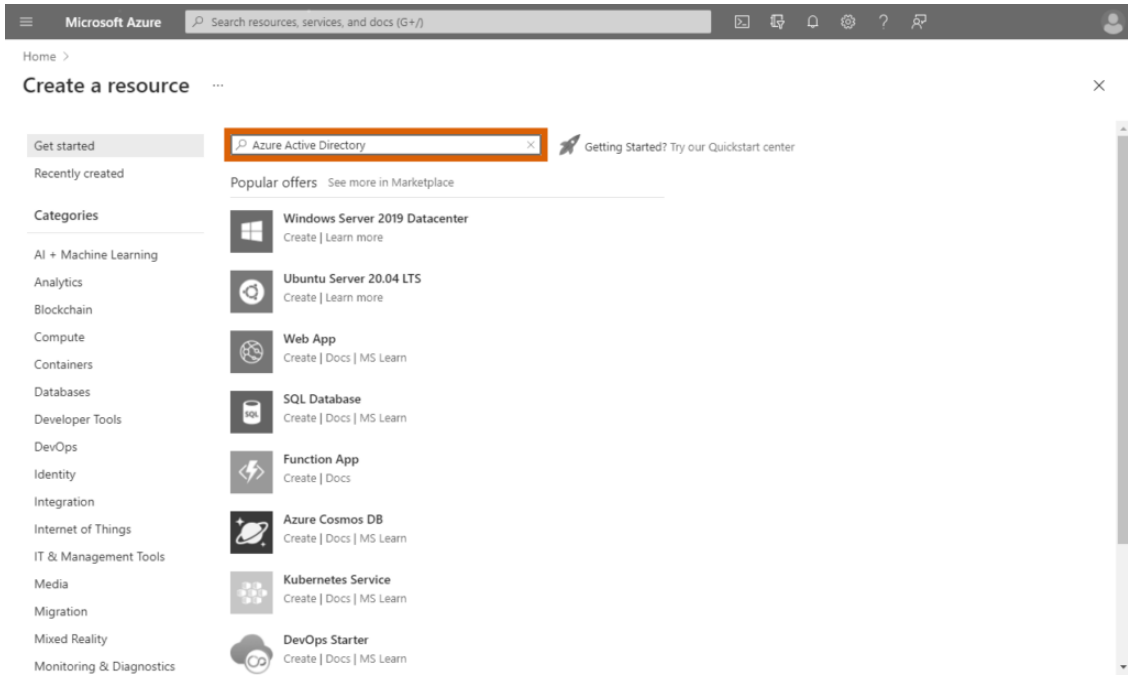 Microsoft Azure
Search resources, services, and docs (G+/)
Home >
Create a resource ...
Get started
Recently created
Categories
AI + Machine Learning
Analytics
Blockchain
Compute
Containers
Databases
Developer Tools
DevOps
Identity
Integration
Internet of Things
IT & Management Tools
Media
Migration
Mixed Reality
Monitoring & Diagnostics
Azure Active Directory
Getting Started? Try our Quickstart center
Popular offers See more in Marketplace
Windows Server 2019 Datacenter
Create | Learn more
Ubuntu Server 20.04 LTS
Create | Learn more
Web App
Create | Docs | MS Learn
SQL
SQL Database
Create | Docs | MS Learn
Function App
Create | Docs
Azure Cosmos DB
Create | Docs | MS Learn
Kubernetes Service
Create | Docs | MS Learn
DevOps Starter
Create | Docs | MS Learn